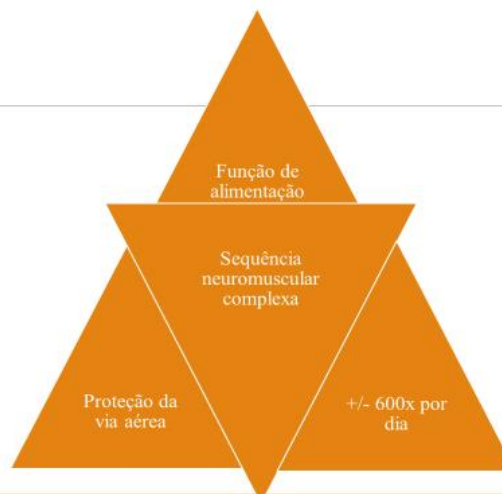 Função de
alimentação
Sequência
neuromuscular
complexa
Proteção da
via aérea
+/- 600x por
dia